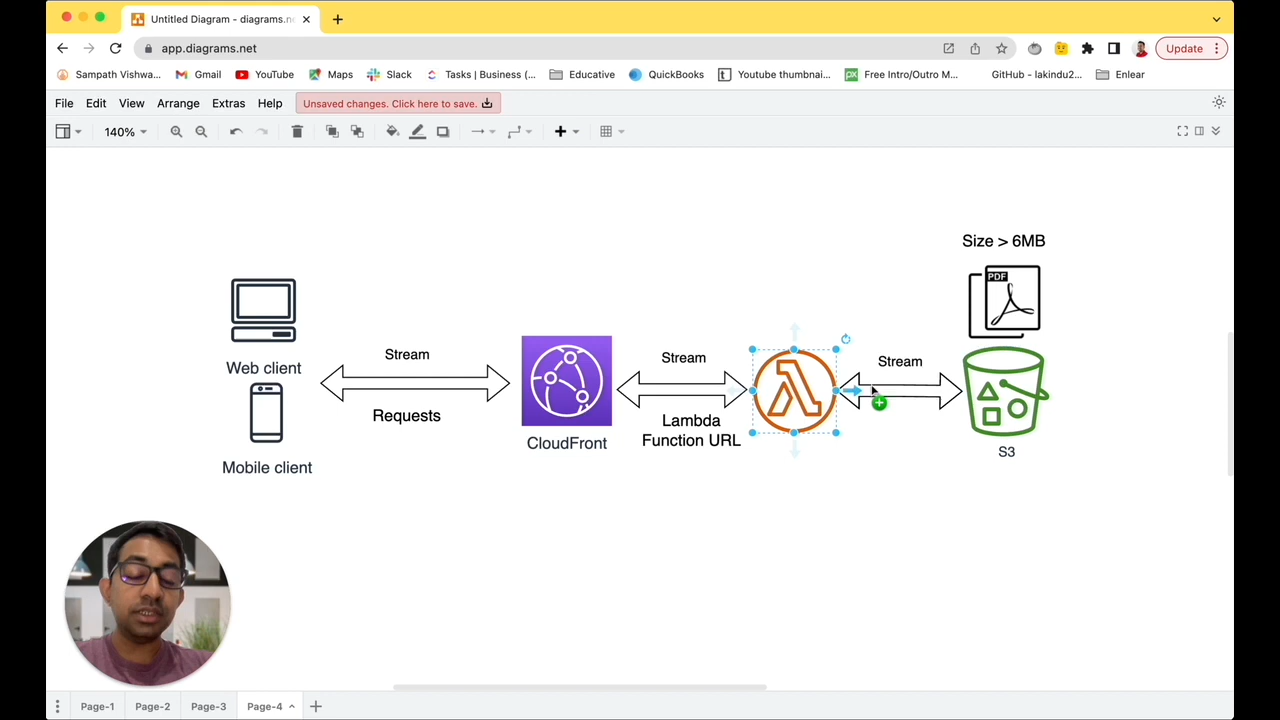 Untitled Diagram - diagrams.ne
app.diagrams.net
Update
Sampath Vishwa...
Gmail
YouTube
Maps
Slack
Tasks | Business (...
Educative
QuickBooks
Youtube thumbnai...
Free Intro/Outro M...
GitHub - lakindu2...
Enlear
File
Edit
View
Arrange
Extras
Help
Unsaved changes. Click here to save.
140%
Size > 6MB
PDF
Stream
Stream
Stream
Web client
Requests
Lambda
Function URL
CloudFront
S3
Mobile client
Page-1
Page-2
Page-3
Page-4